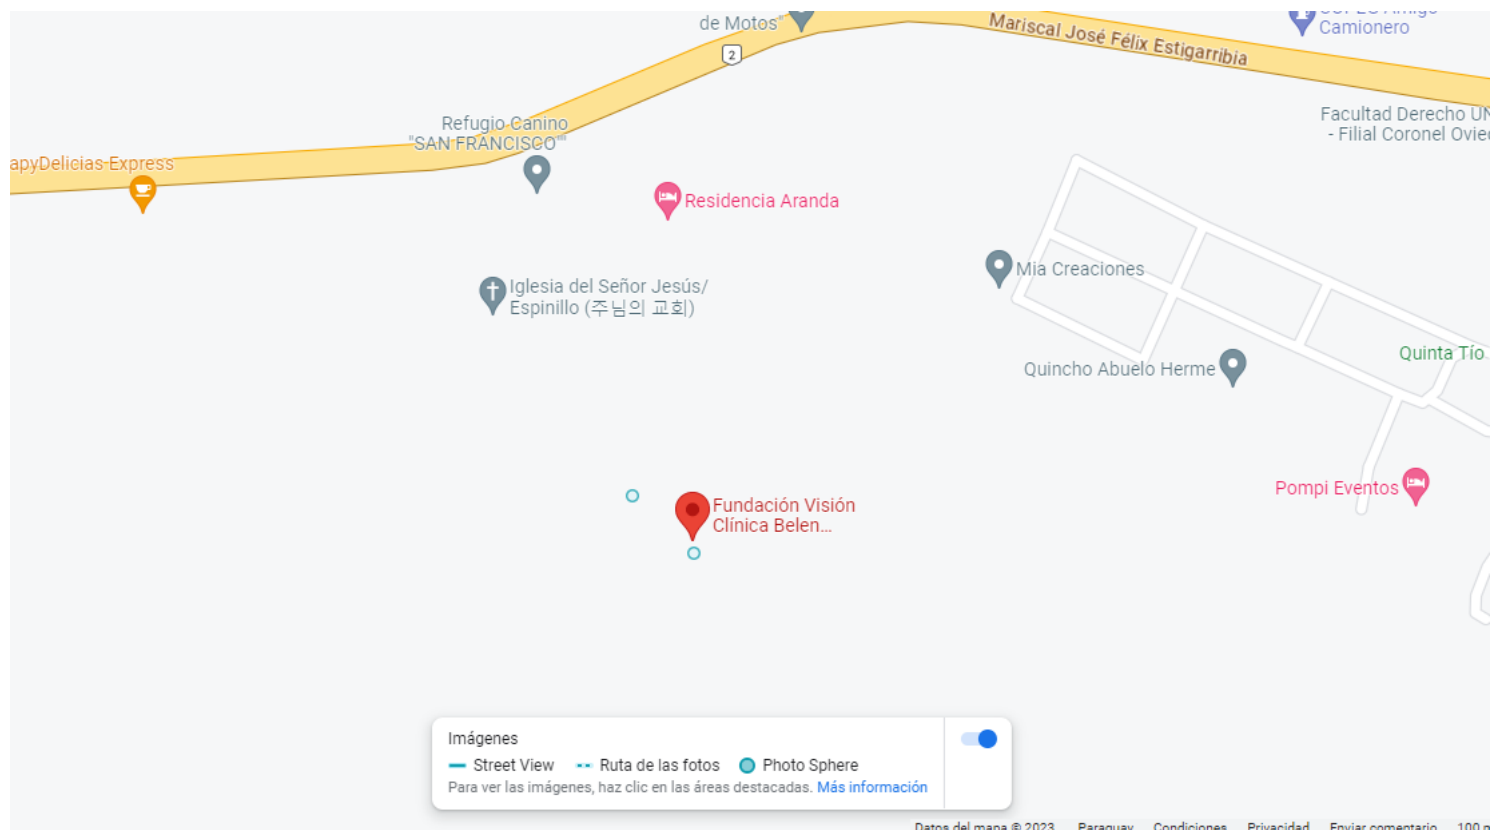 de Motos"
Mariscal José Félix Estigarribia
Camionero
2
Refugio Canino
"SAN FRANCISCO""
apyDelicias Express
Facultad Derecho UN
- Filial Coronel Ovied
Residencia Aranda
Mia Creaciones
Iglesia del Señor Jesús/
Espinillo (주님의 교회)
Quinta Tío
Quincho Abuelo Herme
Pompi Eventos
Fundación Visión
Clínica Belen...
Imágenes
Street View Ruta de las fotos Photo Sphere
Para ver las imágenes, haz clic en las áreas destacadas. Más información
Datos del mapa © 2023 Paraguay Condiciones Privacidad Enviar comentario 100 m